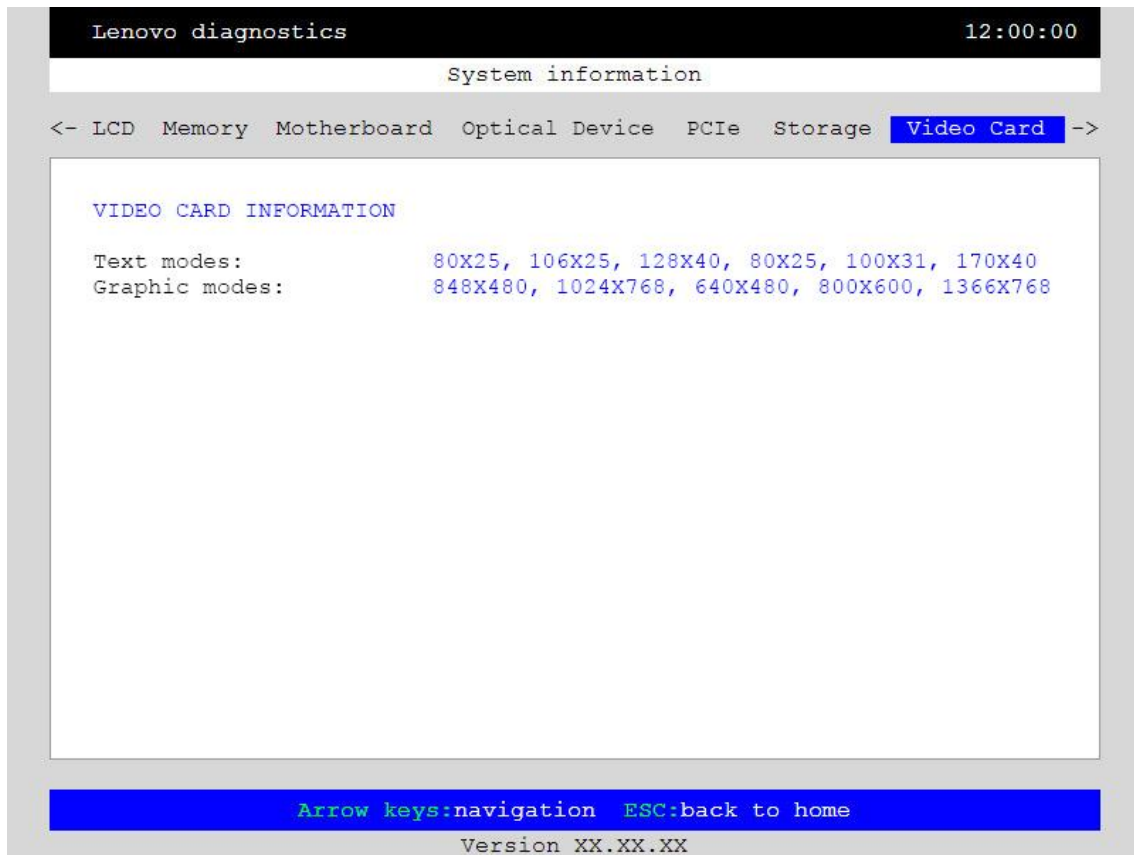 Lenovo diagnostics 12:00:00
System information
<- LCD Memory Motherboard Optical Device PCIe Storage Video Card ->
VIDEO CARD INFORMATION
Text modes: 80X25, 106X25, 128X40, 80X25, 100X31, 170X40
Graphic modes: 848X480, 1024X768, 640X480, 800X600, 1366X768
Arrow keys:navigation ESC:back to home
Version XX.XX.XX